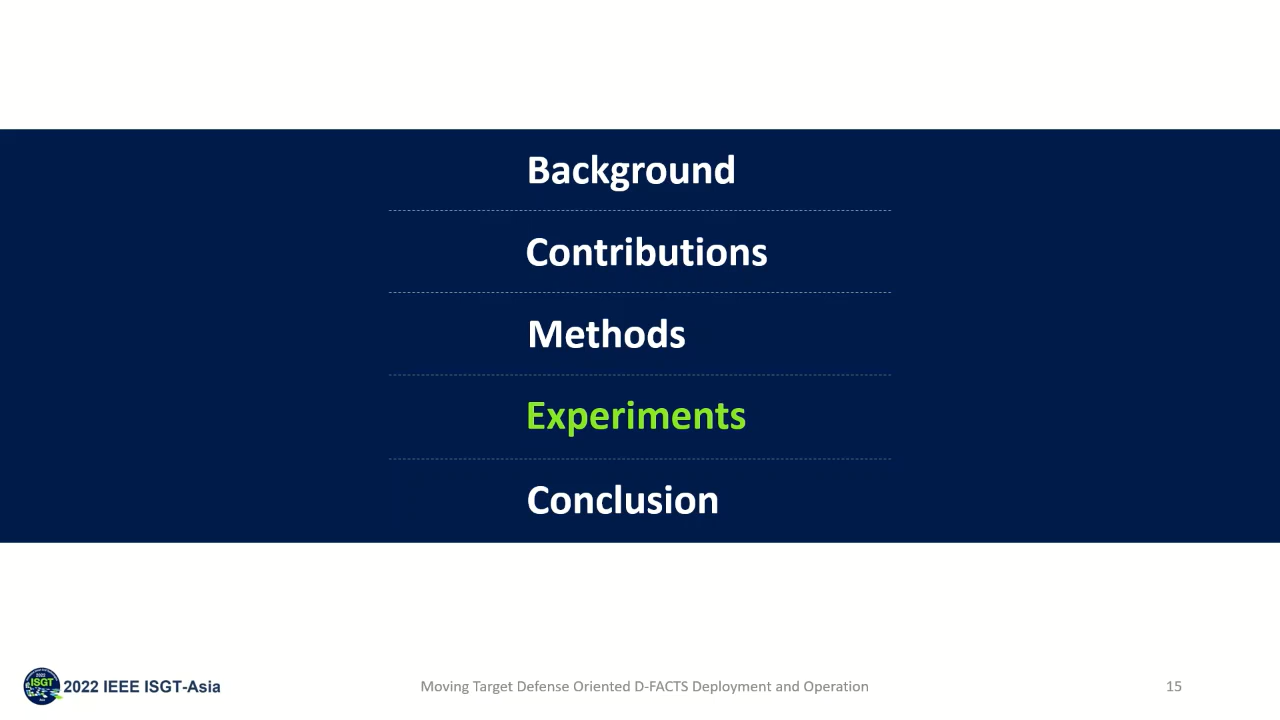 Background
Contributions
Methods
Experiments
Conclusion
ISGT
2022 IEEE ISGT-Asia
Moving Target Defense Oriented D-FACTS Deployment and Operation
15